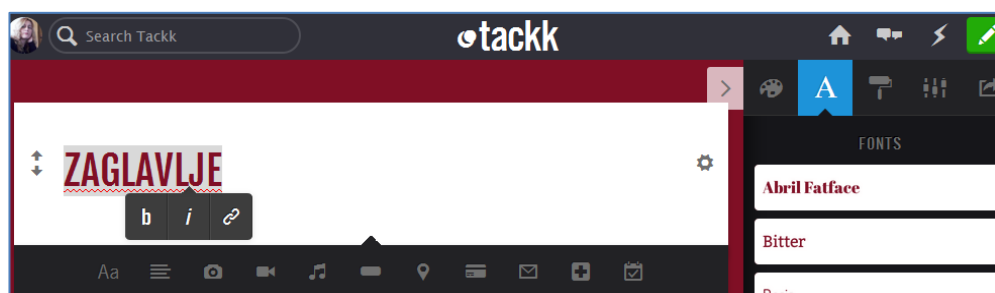 Search Tackk
tackk
A
FONTS
ZAGLAVLJE
Abril Fatface
b i
Bitter
Aa